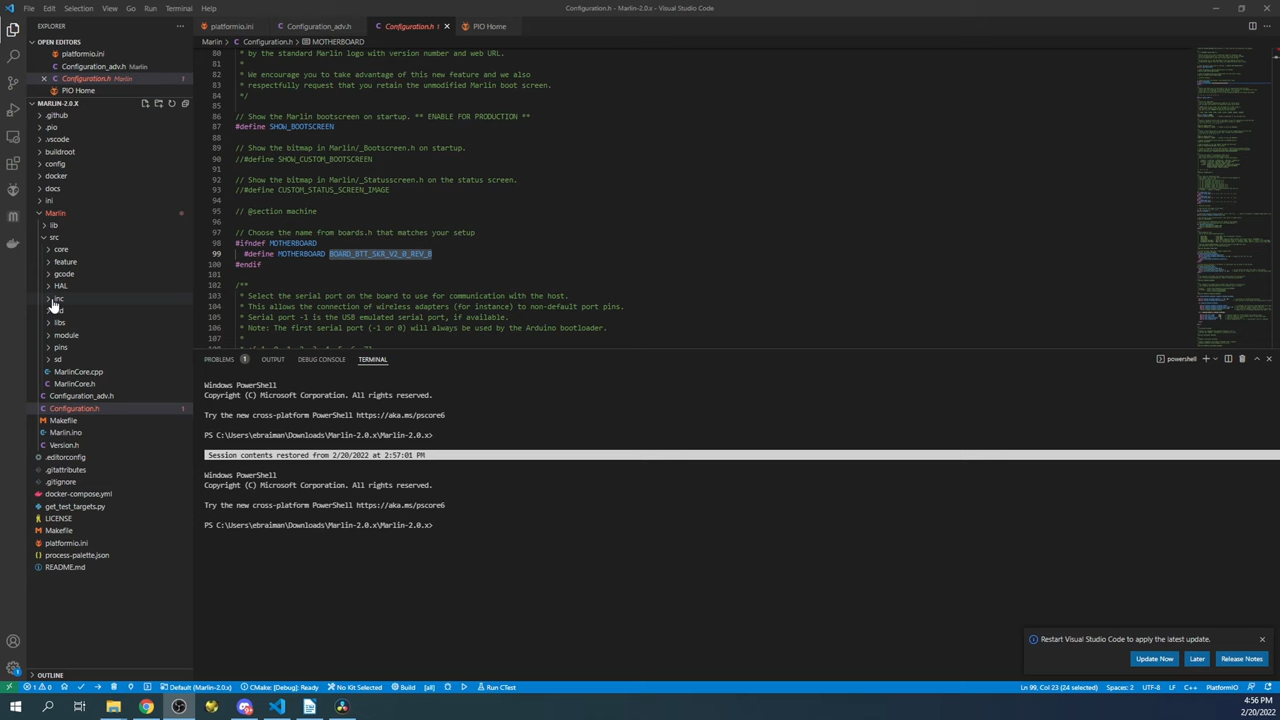 File Edit Selection View Go Run Terminal Help
Configuration.h - Marlin-2.0.x - Visual Studio Code
EXPLORER
OPEN EDITORS
platformio.ini
Configuration_adv.h Marlin
Configuration.h Marlin 1
PIO Home
MARLIN-2.0.X
.github
.pio
.vscode
buildroot
config
docker
docs
ini
Marlin
lib
src
core
feature
gcode
HAL
inc
libs
module
pins
sd
MarlinCore.cpp
MarlinCore.h
Configuration_adv.h
Configuration.h 1
Makefile
Marlin.ino
Version.h
.editorconfig
.gitattributes
.gitignore
docker-compose.yml
get_test_targets.py
LICENSE
Makefile
platformio.ini
process-palette.json
README.md
OUTLINE
platformio.ini Configuration_adv.h Configuration.h 1 PIO Home
Marlin > Configuration.h > MOTHERBOARD
80 * by the standard Marlin logo with version number and web URL.
81 *
82 * We encourage you to take advantage of this new feature and we also
83 * respectfully request that you retain the unmodified Marlin boot screen.
84 */
85
86 // Show the Marlin bootscreen on startup. ** ENABLE FOR PRODUCTION **
87 #define SHOW_BOOTSCREEN
88
89 // Show the bitmap in Marlin/_Bootscreen.h on startup.
90 //#define SHOW_CUSTOM_BOOTSCREEN
91
92 // Show the bitmap in Marlin/_Statusscreen.h on the status screen.
93 //#define CUSTOM_STATUS_SCREEN_IMAGE
94
95 // @section machine
96
97 // Choose the name from boards.h that matches your setup
98 #ifndef MOTHERBOARD
99 #define MOTHERBOARD BOARD_BTT_SKR_V2_0_REV_B
100 #endif
101
102 /**
103 * Select the serial port on the board to use for communication with the host.
104 * This allows the connection of wireless adapters (for instance) to non-default port pins.
105 * Serial port -1 is the USB emulated serial port, if available.
106 * Note: The first serial port (-1 or 0) will always be used by the Arduino bootloader.
107 *
PROBLEMS 1 OUTPUT DEBUG CONSOLE TERMINAL
powershell
Windows PowerShell
Copyright (C) Microsoft Corporation. All rights reserved.
Try the new cross-platform PowerShell https://aka.ms/pscore6
PS C:\Users\ebraiman\Downloads\Marlin-2.0.x\Marlin-2.0.x>
Session contents restored from 2/20/2022 at 2:57:01 PM
Windows PowerShell
Copyright (C) Microsoft Corporation. All rights reserved.
Try the new cross-platform PowerShell https://aka.ms/pscore6
PS C:\Users\ebraiman\Downloads\Marlin-2.0.x\Marlin-2.0.x>
Restart Visual Studio Code to apply the latest update.
Update Now Later Release Notes
1 0 Default (Marlin-2.0.x) CMake: [Debug]: Ready No Kit Selected Build [all] Run CTest
Ln 99, Col 23 (24 selected) Spaces: 2 UTF-8 LF C++ PlatformIO
4:56 PM
2/20/2022